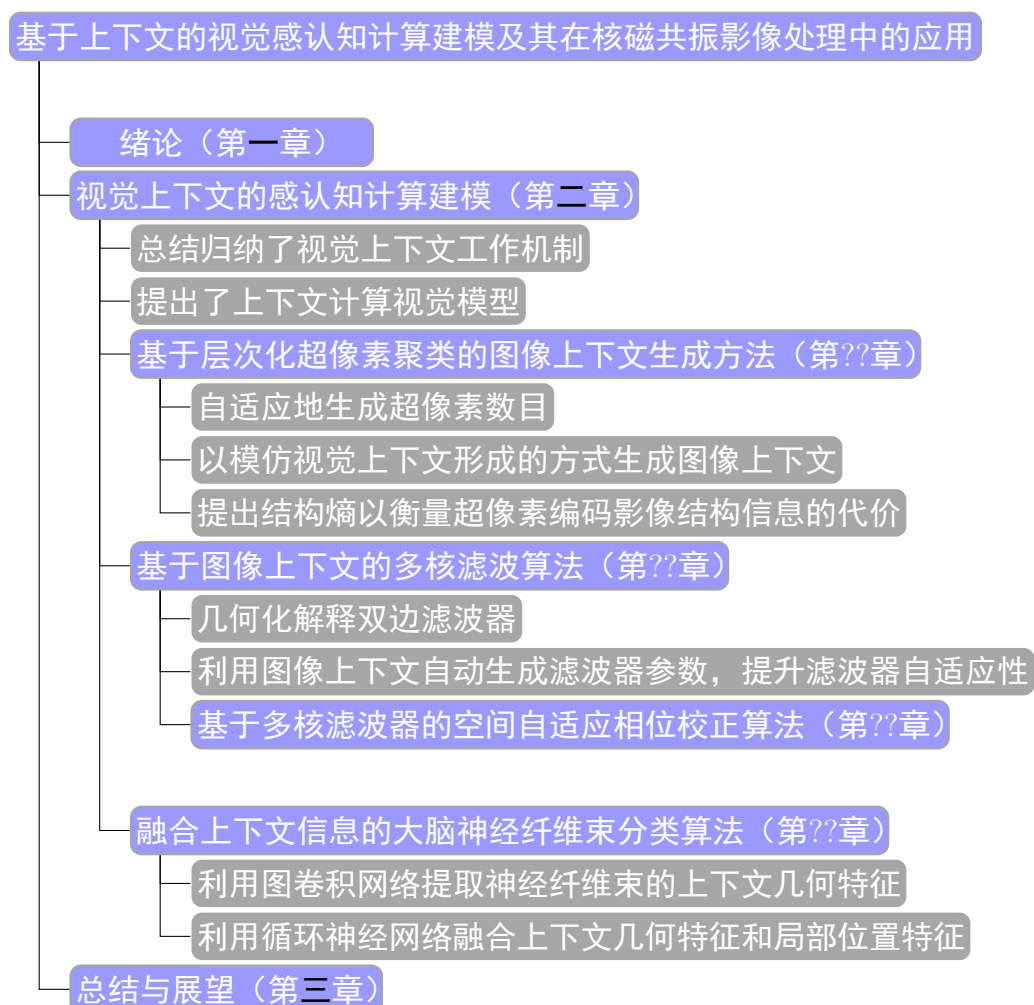 基于上下文的视觉感认知计算建模及其在核磁共振影像处理中的应用
绪论（第一章）
视觉上下文的感认知计算建模（第二章）
总结归纳了视觉上下文工作机制
提出了上下文计算视觉模型
基于层次化超像素聚类的图像上下文生成方法（第??章）
自适应地生成超像素数目
以模仿视觉上下文形成的方式生成图像上下文
提出结构熵以衡量超像素编码影像结构信息的代价
基于图像上下文的多核滤波算法（第??章）
几何化解释双边滤波器
利用图像上下文自动生成滤波器参数，提升滤波器自适应性
基于多核滤波器的空间自适应相位校正算法（第??章）
融合上下文信息的大脑神经纤维束分类算法（第??章）
利用图卷积网络提取神经纤维束的上下文几何特征
利用循环神经网络融合上下文几何特征和局部位置特征
总结与展望（第三章）